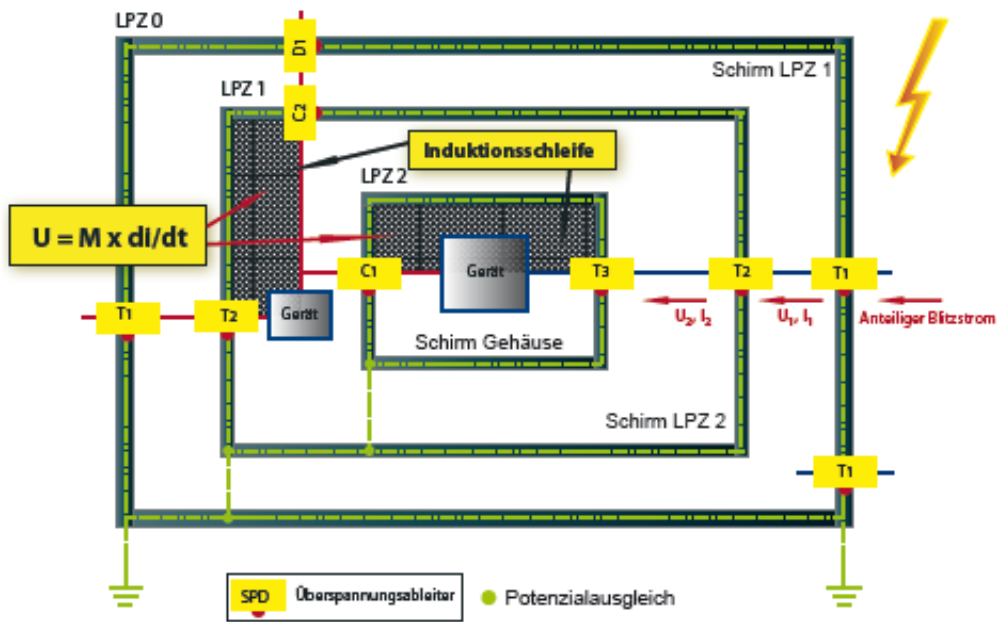 LPZ 0
D1
Schirm LPZ 1
LPZ 1
C2
Induktionsschleife
LPZ 2
U = M x di/dt
C1
Gerät
T3
T2
T1
T1
T2
Gerät
U2, I2
U1, I1
Anteiliger Blitzstrom
Schirm Gehäuse
Schirm LPZ 2
T1
SPD Überspannungsableiter
Potenzialausgleich